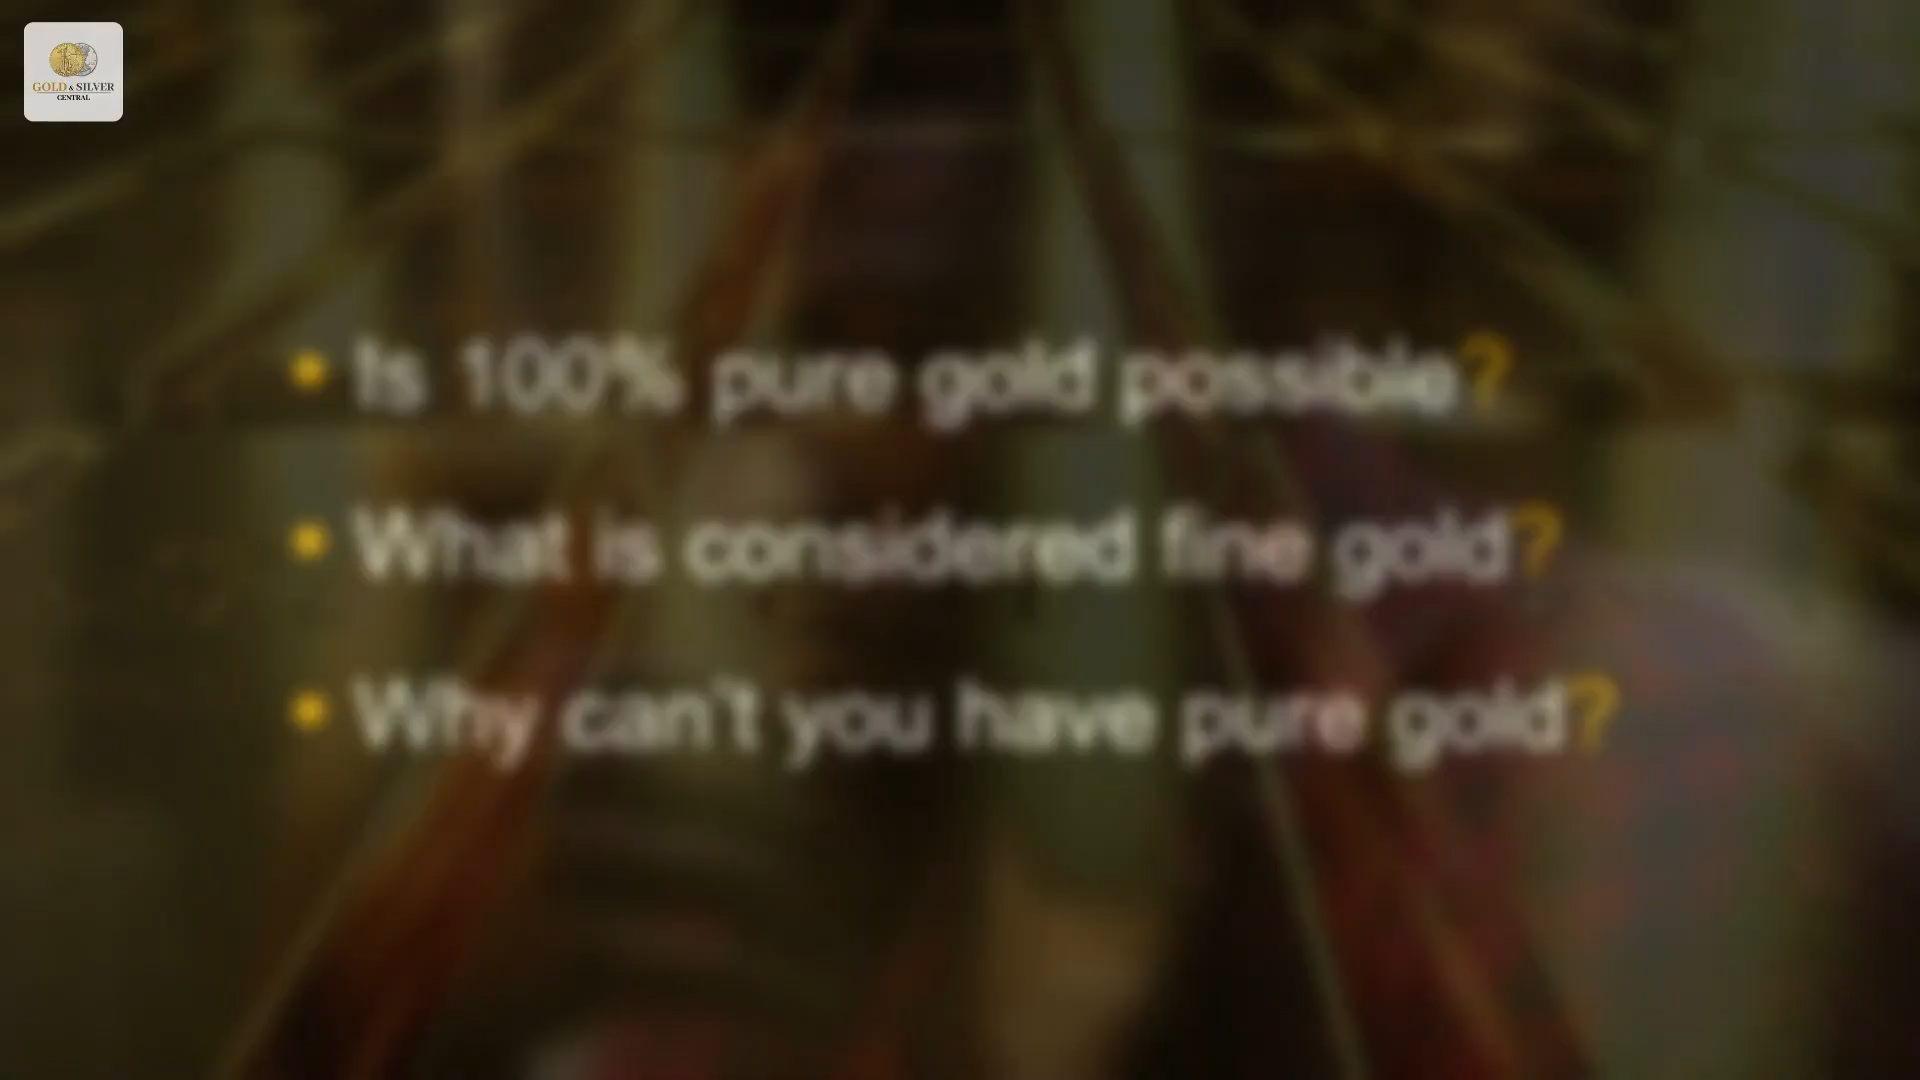 GOLD & SILVER
CENTRAL
Is 100% pure gold possible?
What is considered fine gold?
Why can't you have pure gold?